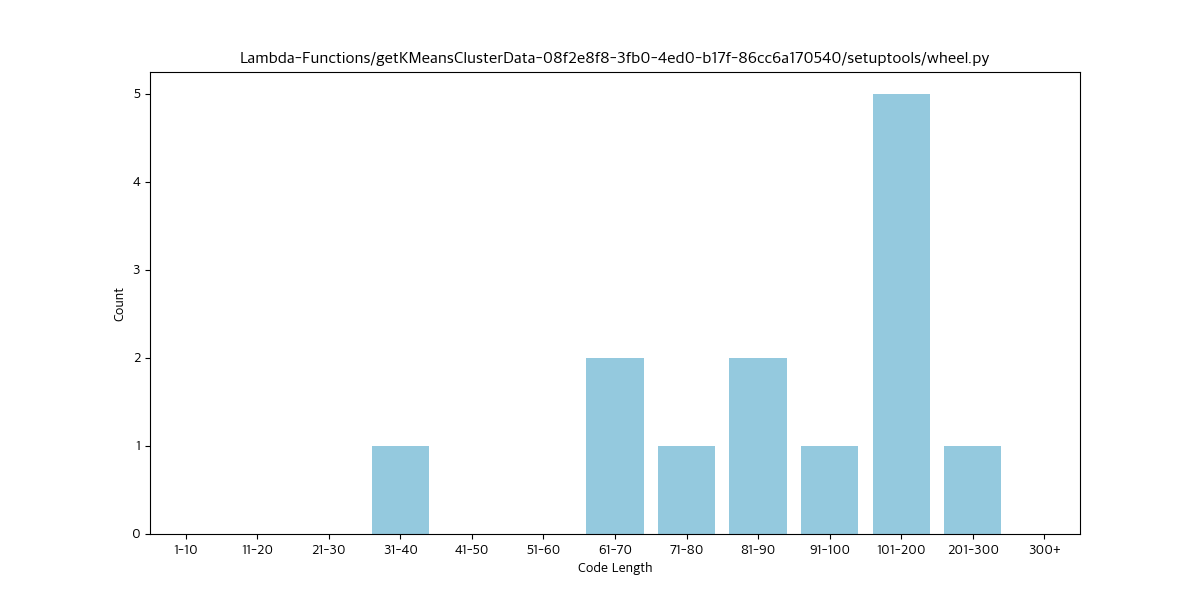 Lambda-Functions/getKMeansClusterData-08f2e8f8-3fb0-4ed0-b17f-86cc6a170540/setuptools/wheel.py
5
4
3
2
1
0
Count
1-10 11-20 21-30 31-40 41-50 51-60 61-70 71-80 81-90 91-100 101-200 201-300 300+
Code Length